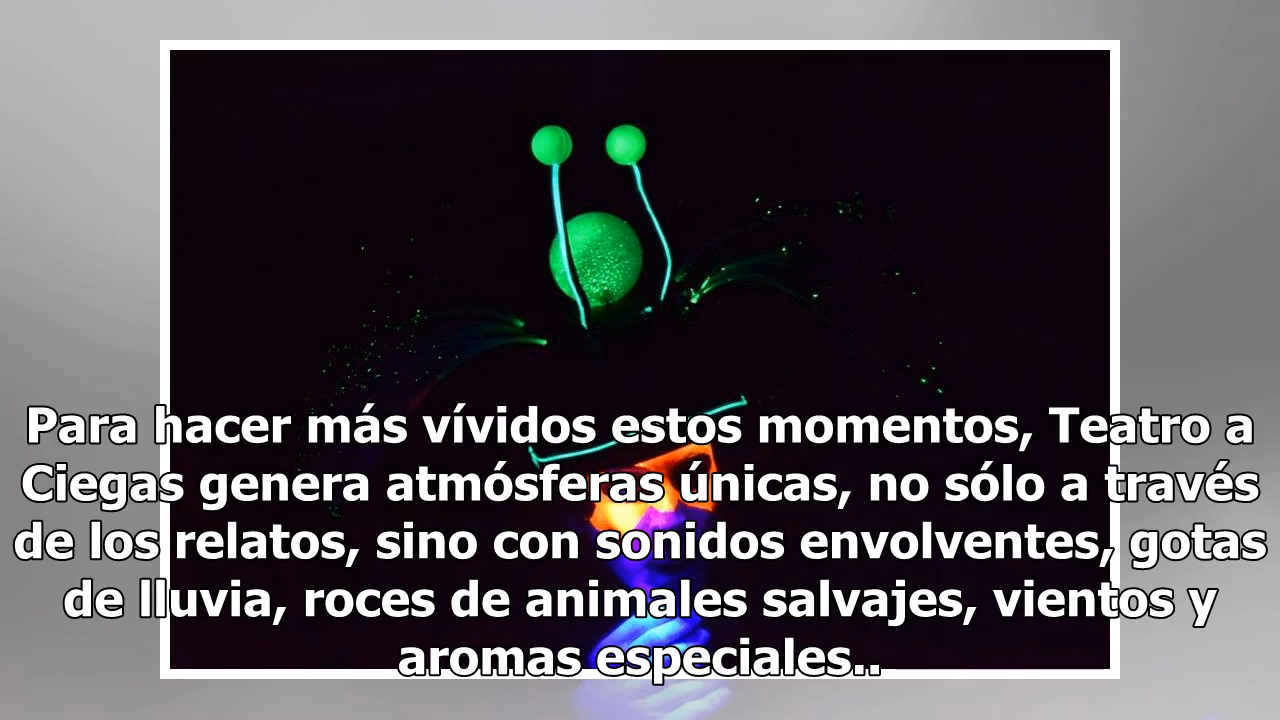 Para hacer más vívidos estos momentos, Teatro a
Ciegas genera atmósferas únicas, no sólo a través
de los relatos, sino con sonidos envolventes, gotas
de lluvia, roces de animales salvajes, vientos y
aromas especiales..